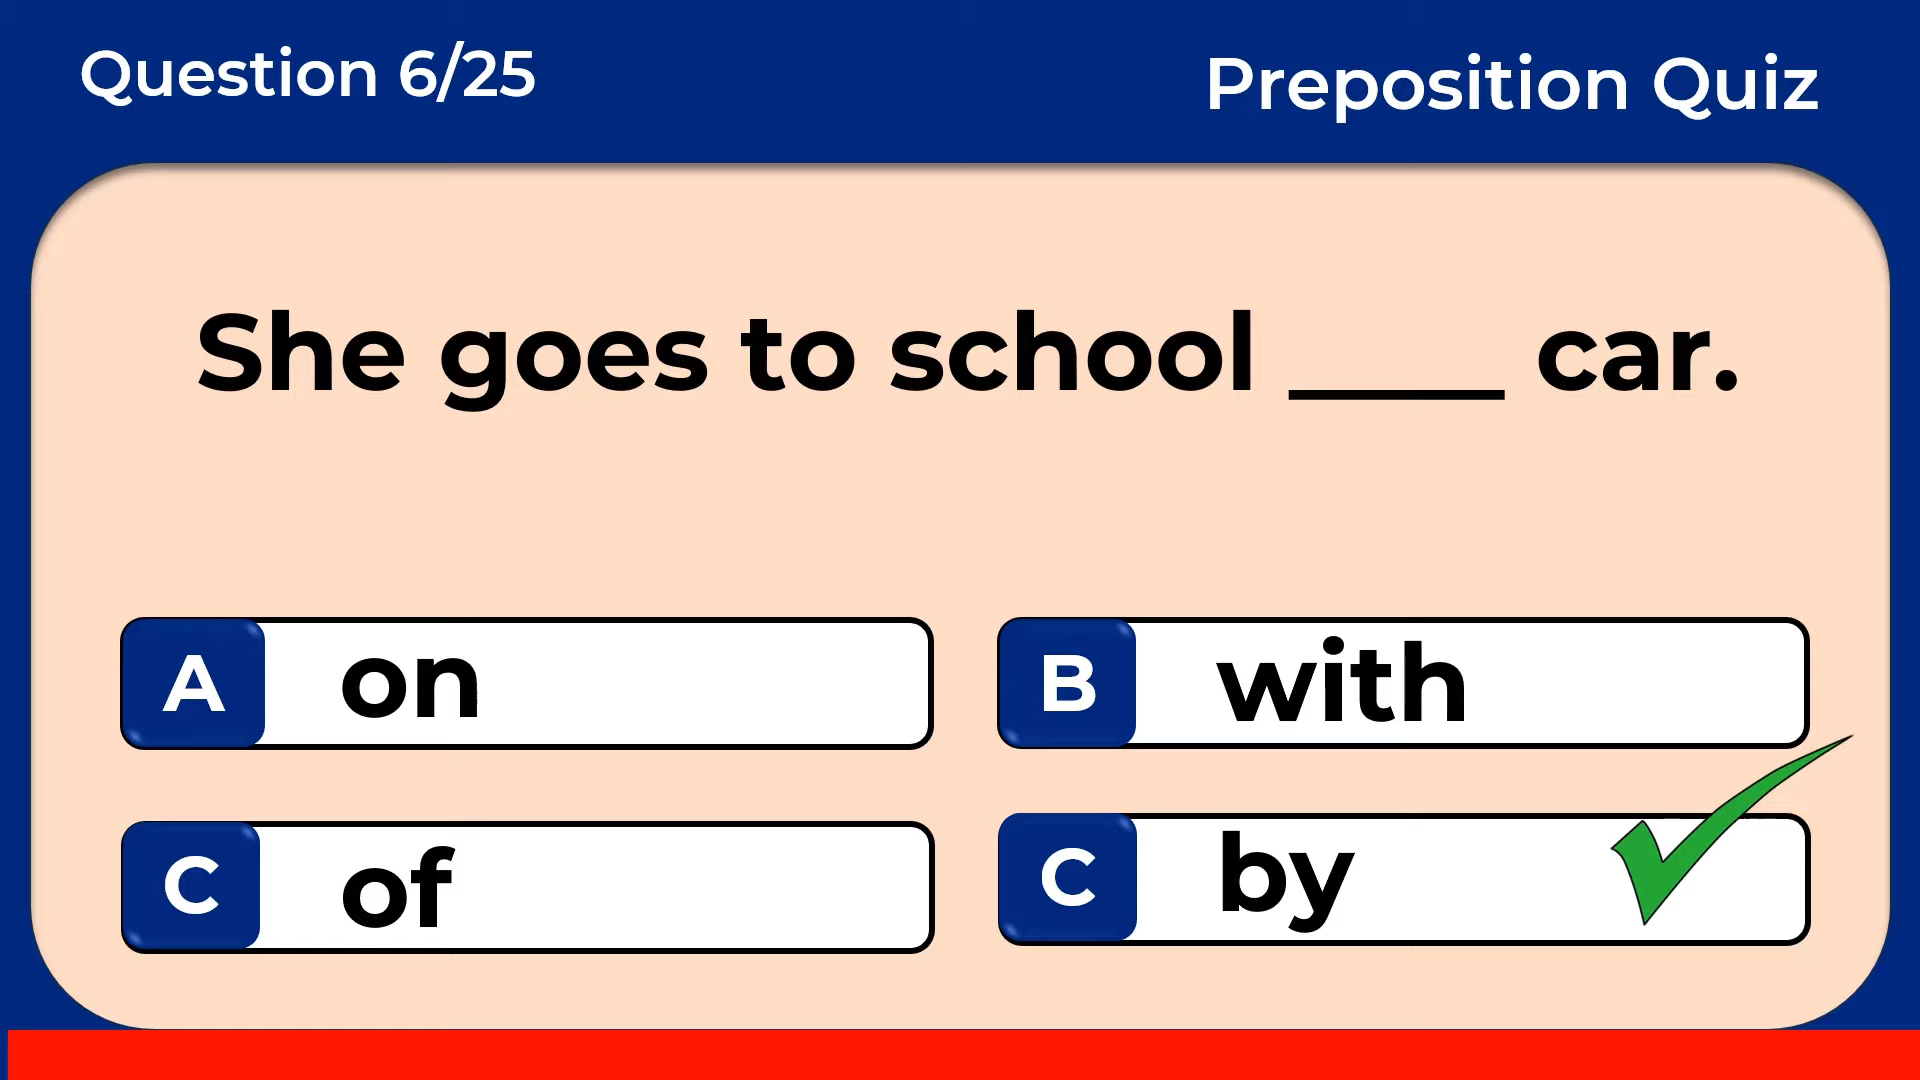 Question 6/25
Preposition Quiz
She goes to school ____ car.
A on
B with
C of
C by